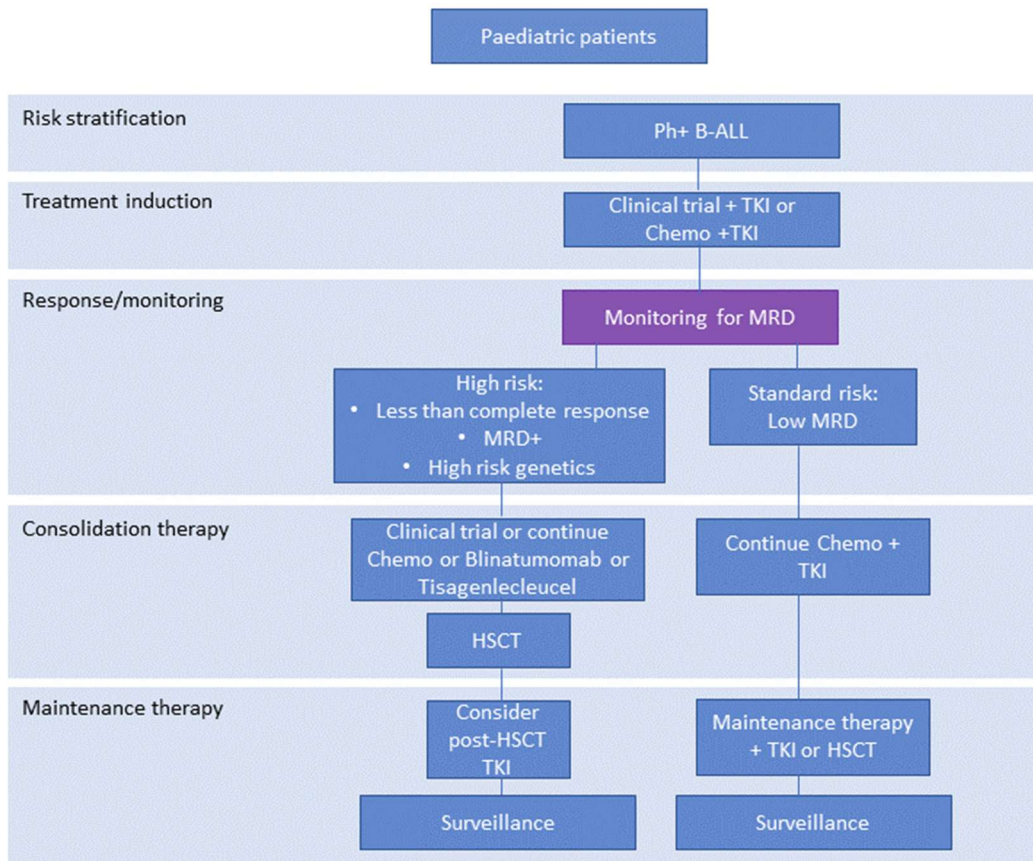 Paediatric patients
Risk stratification
Ph+ B-ALL
Treatment induction
Clinical trial + TKI or
Chemo +TKI
Response/monitoring
Monitoring for MRD
High risk:
• Less than complete response
• MRD+
• High risk genetics
Standard risk:
Low MRD
Consolidation therapy
Clinical trial or continue
Chemo or Blinatumomab or
Tisagenlecleucel
Continue Chemo +
TKI
HSCT
Maintenance therapy
Consider
post-HSCT
TKI
Maintenance therapy
+ TKI or HSCT
Surveillance
Surveillance